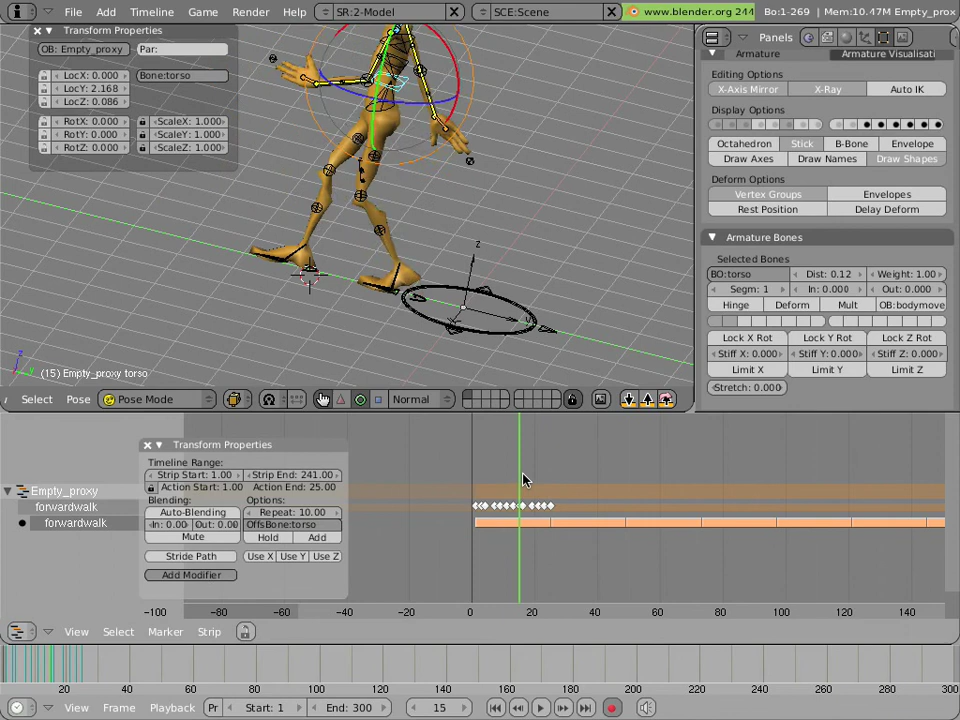 File Add Timeline Game Render Help SR:2-Model SCE:Scene www.blender.org 244 Bo:1-269 | Mem:10.47M Empty_prox
Transform Properties
OB: Empty_proxy Par:
LocX: 0.000 Bone:torso
LocY: 2.168
LocZ: 0.086
RotX: 0.000 ScaleX: 1.000
RotY: 0.000 ScaleY: 1.000
RotZ: 0.000 ScaleZ: 1.000
z
z
y
(15) Empty_proxy torso
Select Pose Pose Mode Normal
Panels
Armature Armature Visualisati
Editing Options
X-Axis Mirror X-Ray Auto IK
Display Options
Octahedron Stick B-Bone Envelope
Draw Axes Draw Names Draw Shapes
Deform Options
Vertex Groups Envelopes
Rest Position Delay Deform
Armature Bones
Selected Bones
BO:torso Dist: 0.12 Weight: 1.00
Segm: 1 In: 0.000 Out: 0.000
Hinge Deform Mult OB:bodymove
Lock X Rot Lock Y Rot Lock Z Rot
Stiff X: 0.000 Stiff Y: 0.000 Stiff Z: 0.000
Limit X Limit Y Limit Z
Stretch: 0.000
Empty_proxy
forwardwalk
forwardwalk
Transform Properties
Timeline Range:
Strip Start: 1.00 Strip End: 241.00
Action Start: 1.00 Action End: 25.00
Blending: Options:
Auto-Blending Repeat: 10.00
In: 0.00 Out: 0.00 OffsBone:torso
Mute Hold Add
Stride Path Use X Use Y Use Z
Add Modifier
-100 -80 -60 -40 -20 0 20 40 60 80 100 120 140
View Select Marker Strip
20 40 60 80 100 120 140 160 180 200 220 240 260 280 300
View Frame Playback Pr Start: 1 End: 300 15